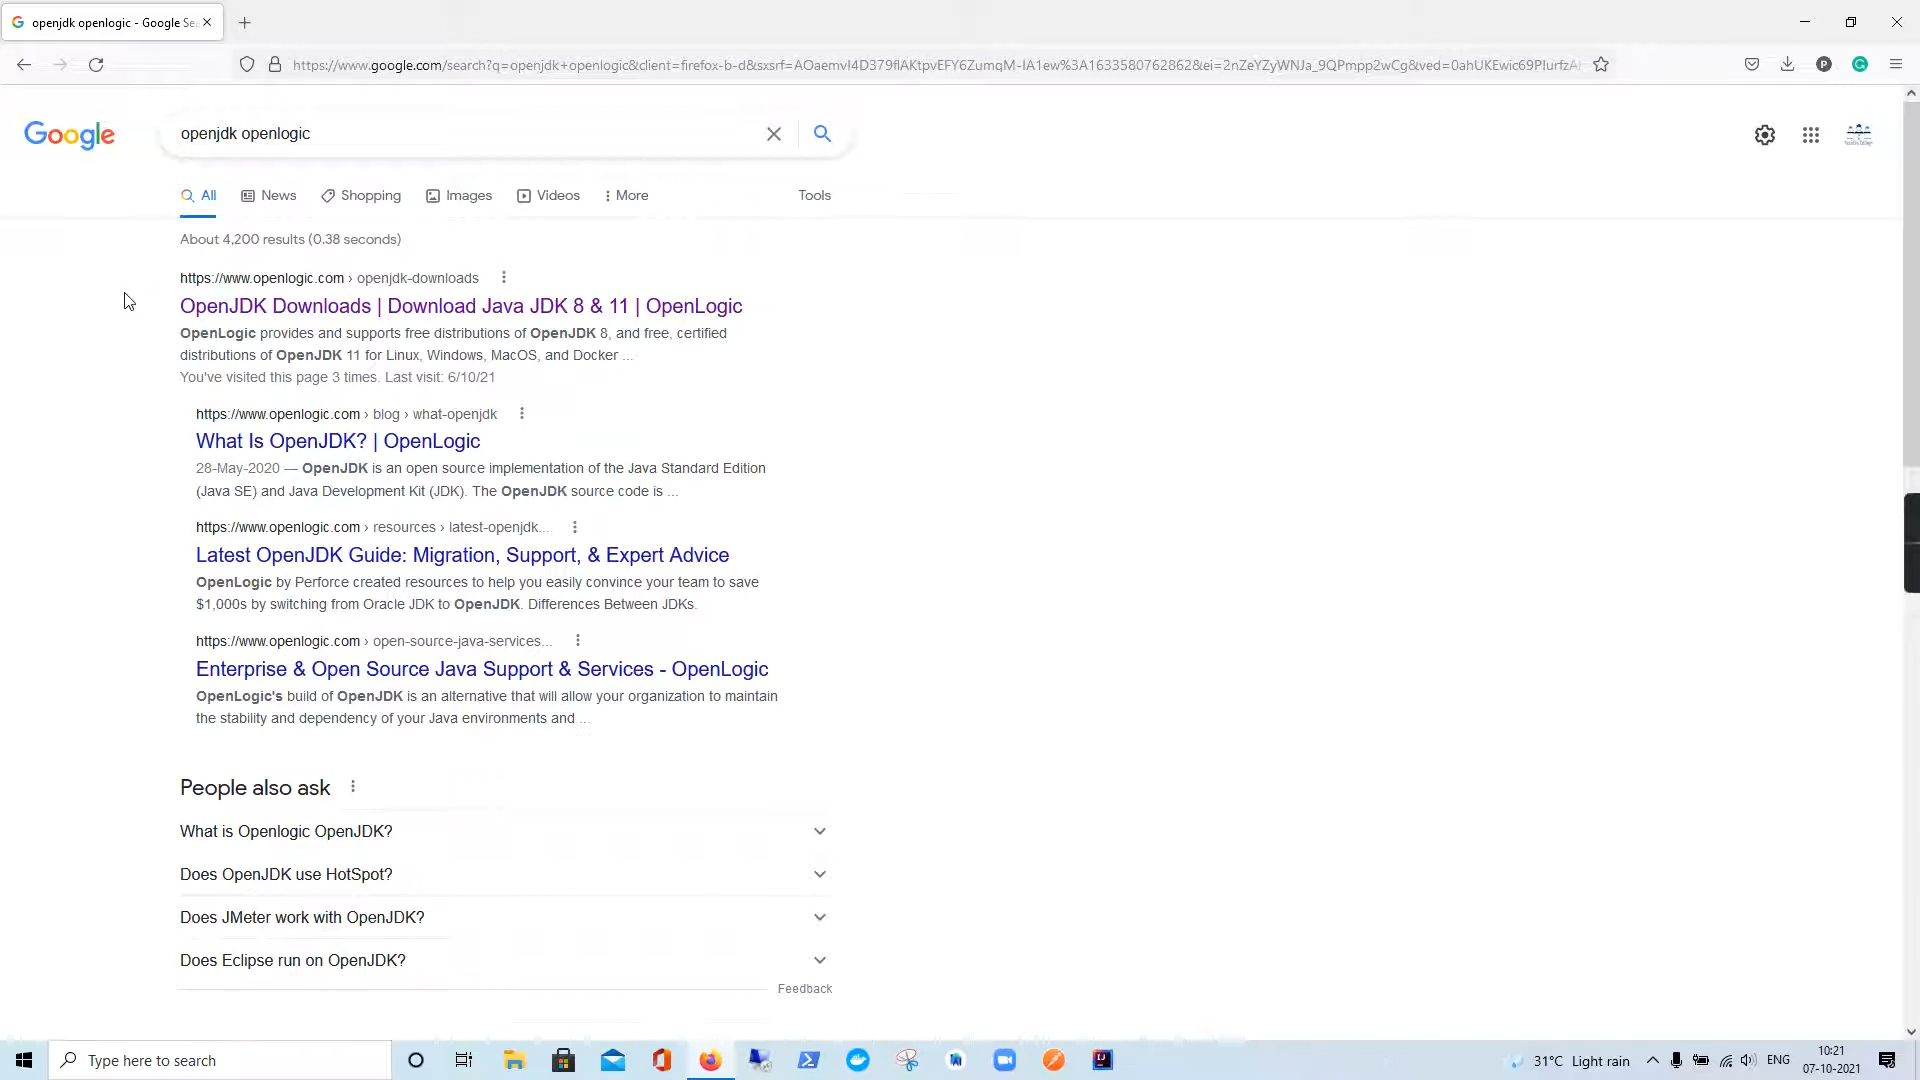 openjdk openlogic - Google Se
https://www.google.com/search?q=openjdk+openlogic&client=firefox-b-d&sxsrf=AOaemvI4D379flAKtpvEFY6ZumqM-IA1ew%3A1633580762862&ei=2nZeYZyWNJa_9QPmpp2wCg&ved=0ahUKEwic69PIurfzAh
Google
openjdk openlogic
All News Shopping Images Videos More Tools
About 4,200 results (0.38 seconds)
https://www.openlogic.com › openjdk-downloads
OpenJDK Downloads | Download Java JDK 8 & 11 | OpenLogic
OpenLogic provides and supports free distributions of OpenJDK 8, and free, certified
distributions of OpenJDK 11 for Linux, Windows, MacOS, and Docker ...
You've visited this page 3 times. Last visit: 6/10/21
https://www.openlogic.com › blog › what-openjdk
What Is OpenJDK? | OpenLogic
28-May-2020 — OpenJDK is an open source implementation of the Java Standard Edition
(Java SE) and Java Development Kit (JDK). The OpenJDK source code is ...
https://www.openlogic.com › resources › latest-openjdk...
Latest OpenJDK Guide: Migration, Support, & Expert Advice
OpenLogic by Perforce created resources to help you easily convince your team to save
$1,000s by switching from Oracle JDK to OpenJDK. Differences Between JDKs.
https://www.openlogic.com › open-source-java-services...
Enterprise & Open Source Java Support & Services - OpenLogic
OpenLogic's build of OpenJDK is an alternative that will allow your organization to maintain
the stability and dependency of your Java environments and ...
People also ask
What is Openlogic OpenJDK?
Does OpenJDK use HotSpot?
Does JMeter work with OpenJDK?
Does Eclipse run on OpenJDK?
Feedback
Type here to search
31°C Light rain
ENG
10:21
07-10-2021